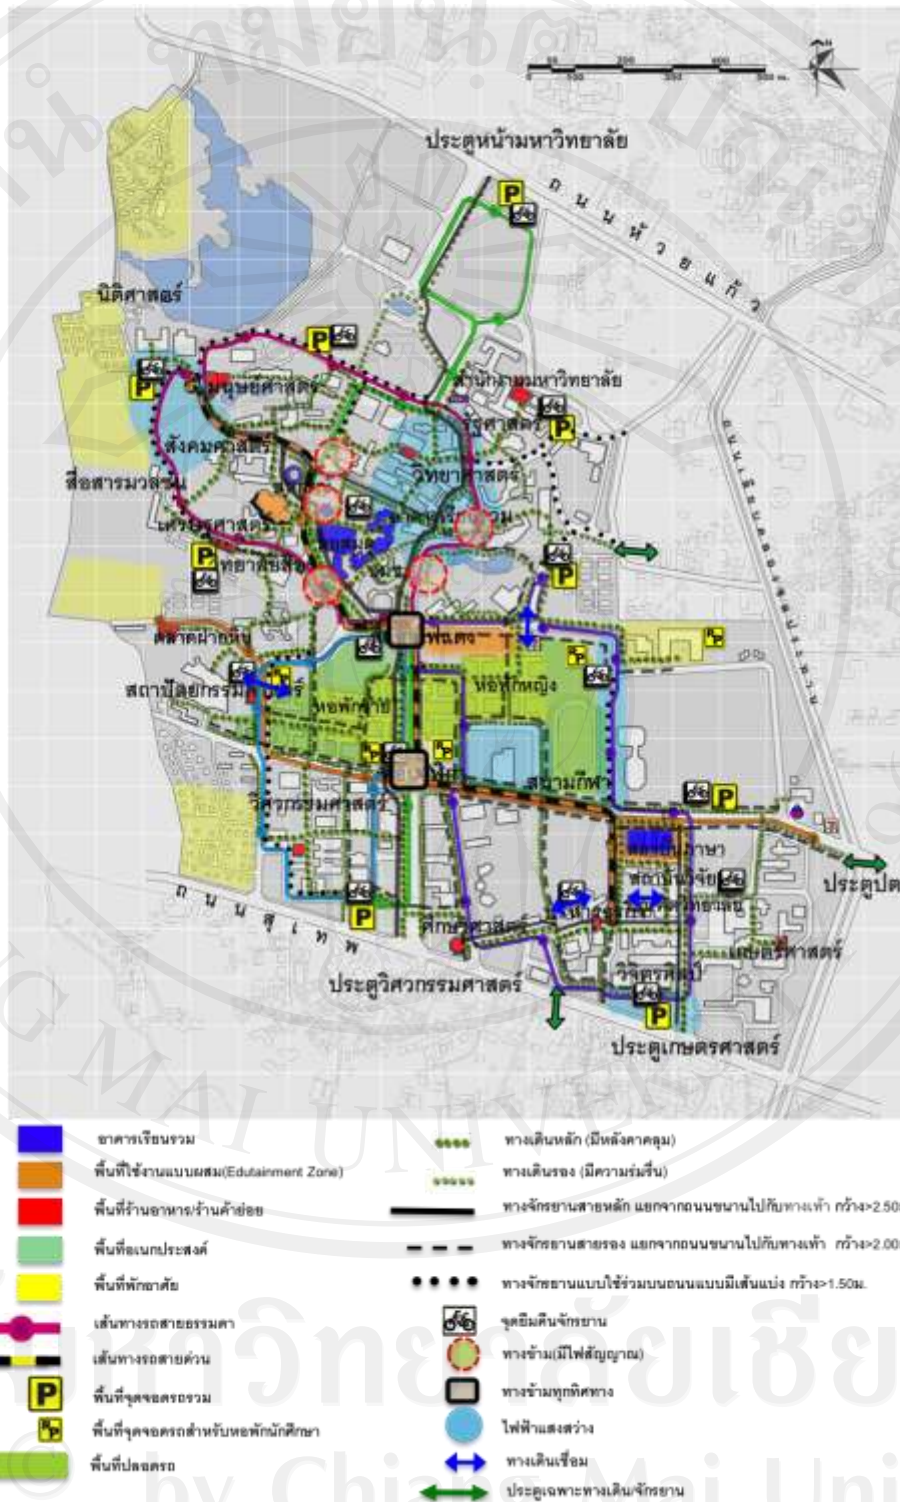 50 200 400
0 100 300 500 m.
ประตูหน้ามหาวิทยาลัย
ถนนห้วยแก้ว
นิติศาสตร์
มนุษยศาสตร์
สำนักงานมหาวิทยาลัย
รัฐศาสตร์
สังคมศาสตร์
วิทยาศาสตร์
สื่อสารมวลชน
เศรษฐศาสตร์
ถนนเลียบคลองชลประทาน
ตลาดฝายหิน
หอพักหญิง
หอพักชาย
สนามกีฬา
วิศวกรรมศาสตร์
สถาบันภาษา
สถาบันวิจัย
ประตูปศ
ถนนสุเทพ
ศึกษาศาสตร์
เกษตรศาสตร์
วิจิตรศิลป์
ประตูวิศวกรรมศาสตร์
ประตูเกษตรศาสตร์
อาคารเรียนรวม
พื้นที่ใช้งานแบบผสม(Edutainment Zone)
พื้นที่ร้านอาหาร/ร้านค้าย่อย
พื้นที่อเนกประสงค์
พื้นที่พักอาศัย
เส้นทางรถสายธรรมดา
เส้นทางรถสายด่วน
P พื้นที่จุดจอดรถรวม
พื้นที่จุดจอดรถสำหรับหอพักนักศึกษา
พื้นที่ปลอดรถ
ทางเดินหลัก (มีหลังคาคลุม)
ทางเดินรอง (มีความร่มรื่น)
ทางจักรยานสายหลัก แยกจากถนนขนานไปกับทางเท้า กว้าง>2.50
ทางจักรยานสายรอง แยกจากถนนขนานไปกับทางเท้า กว้าง>2.00
ทางจักรยานแบบใช้ร่วมบนถนนแบบมีเส้นแบ่ง กว้าง>1.50ม.
จุดยืมคืนจักรยาน
ทางข้าม(มีไฟสัญญาณ)
ทางข้ามทุกทิศทาง
ไฟฟ้าแสงสว่าง
ทางเดินเชื่อม
ประตูเฉพาะทางเดิน/จักรยาน
by Chiang Mai Uni